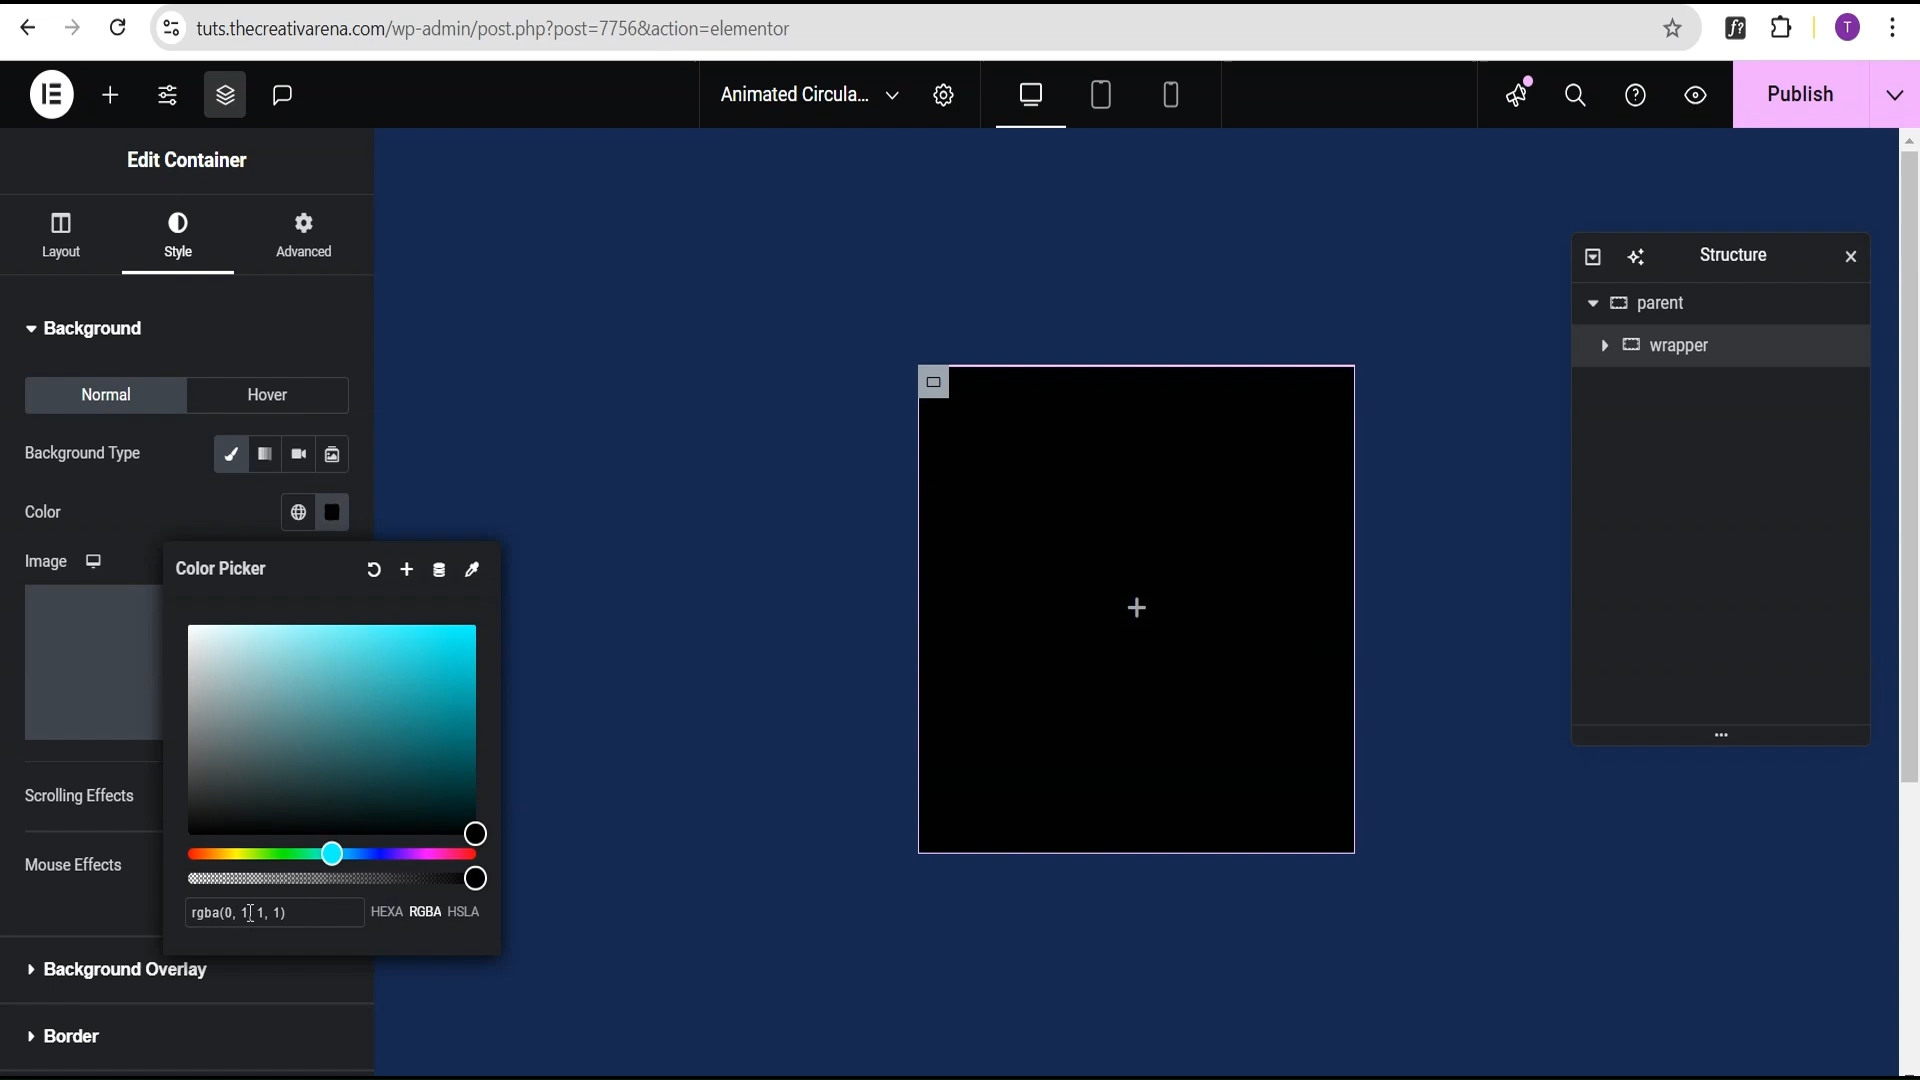 tuts.thecreativarena.com/wp-admin/post.php?post=7756&action=elementor
f?
T
Animated Circula...
Publish
Edit Container
Layout
Style
Advanced
Background
Normal
Hover
Background Type
Color
Image
Color Picker
Scrolling Effects
Mouse Effects
rgba(0, 1, 1, 1)
HEXA RGBA HSLA
Background Overlay
Border
Structure
parent
wrapper